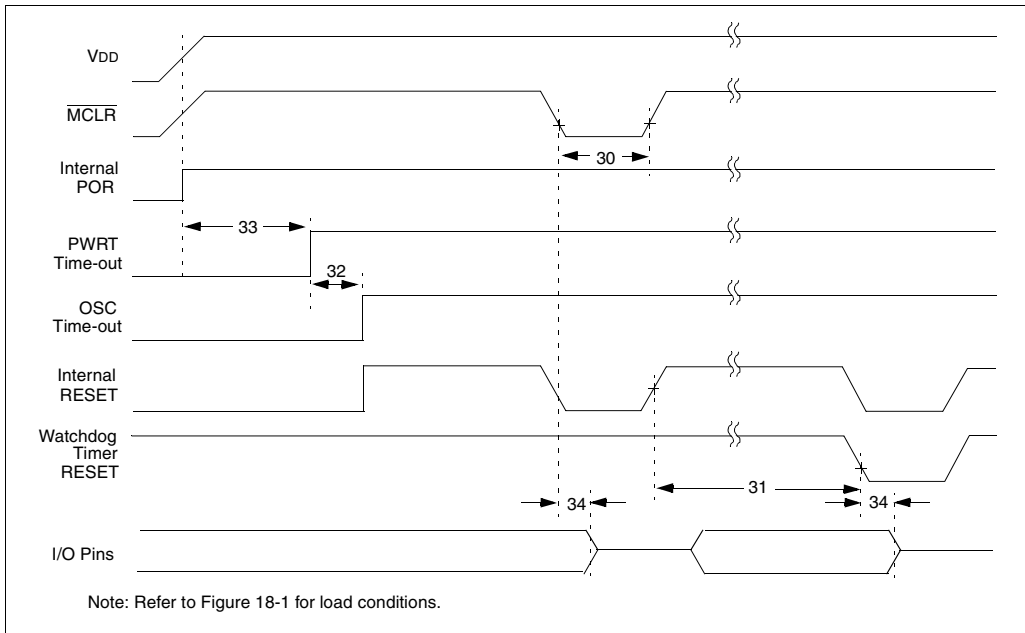 VDD
MCLR
30
Internal
POR
33
PWRT
Time-out
32
OSC
Time-out
Internal
RESET
Watchdog
Timer
RESET
31
34
34
I/O Pins
Note: Refer to Figure 18-1 for load conditions.